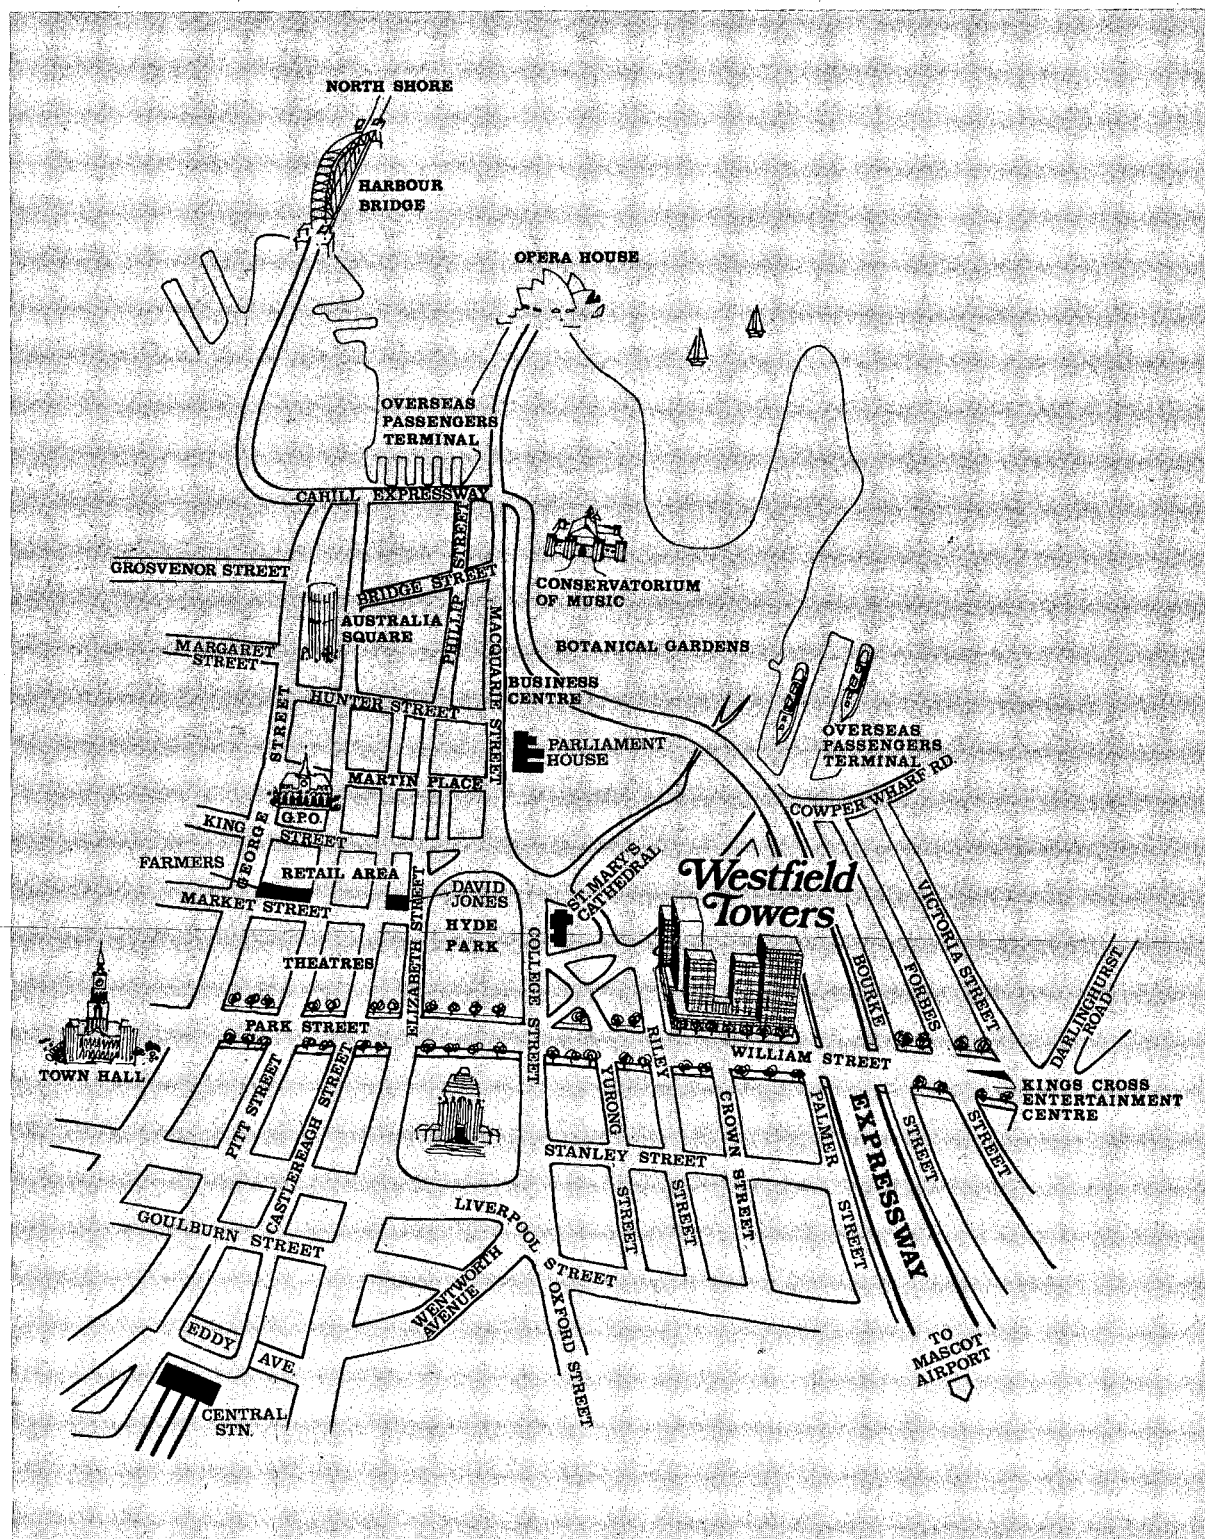 NORTH SHORE
HARBOUR
BRIDGE
OPERA HOUSE
OVERSEAS
PASSENGERS
TERMINAL
CAHILL EXPRESSWAY
GROSVENOR STREET
BRIDGE STREET
PHILLIP STREET
CONSERVATORIUM
OF MUSIC
AUSTRALIA
SQUARE
MARGARET
STREET
MACQUARIE STREET
BOTANICAL GARDENS
BUSINESS
CENTRE
HUNTER STREET
GEORGE STREET
PARLIAMENT
HOUSE
OVERSEAS
PASSENGERS
TERMINAL
MARTIN PLACE
COWPER WHARF RD.
G.P.O.
KING STREET
FARMERS
RETAIL AREA
MARKET STREET
DAVID
JONES
HYDE
PARK
ELIZABETH STREET
COLLEGE STREET
ST. MARY'S
CATHEDRAL
Westfield
Towers
VICTORIA STREET
BOURKE STREET
FORBES STREET
DARLINGHURST
ROAD
THEATRES
PARK STREET
TOWN HALL
WILLIAM STREET
KINGS CROSS
ENTERTAINMENT
CENTRE
PITT STREET
CASTLEREAGH STREET
YURONG STREET
RILEY STREET
CROWN STREET
PALMER STREET
EXPRESSWAY
STANLEY STREET
LIVERPOOL STREET
GOULBURN STREET
WENTWORTH
AVENUE
OXFORD STREET
EDDY AVE.
CENTRAL
STN.
TO
MASCOT
AIRPORT